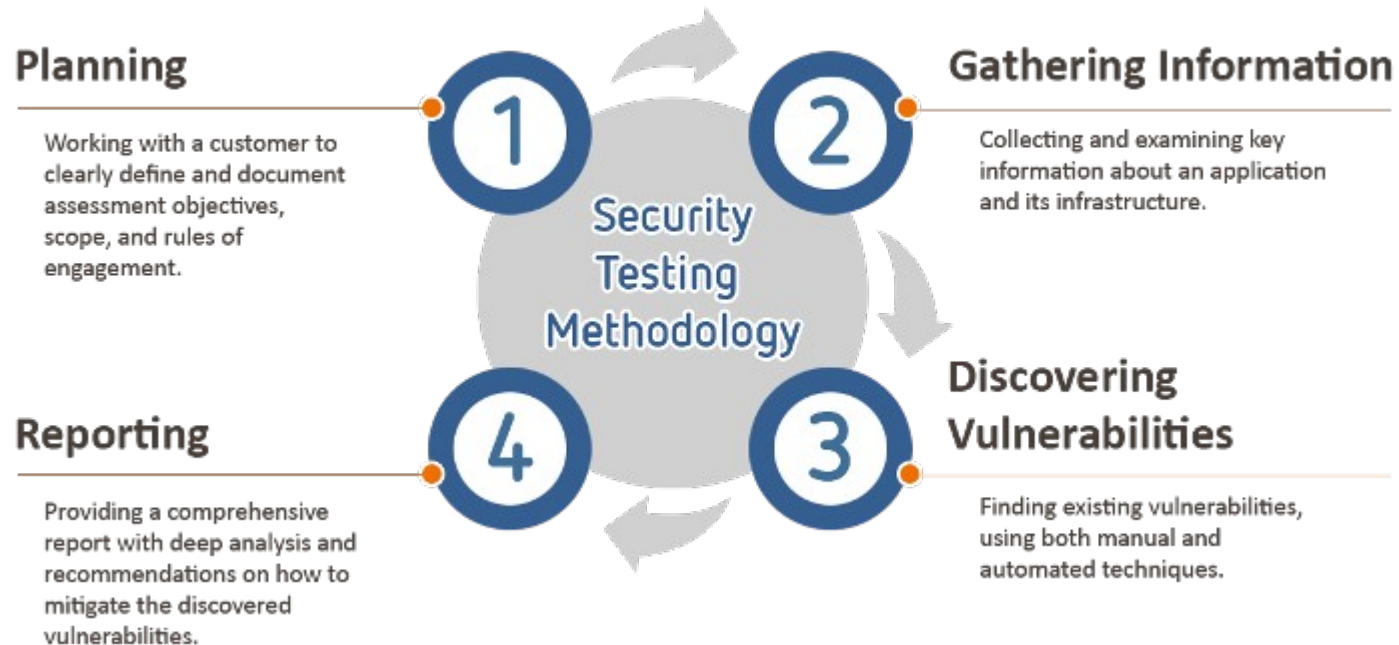 Planning
1
Working with a customer to
clearly define and document
assessment objectives,
scope, and rules of
engagement.
2
Gathering Information
Collecting and examining key
information about an application
and its infrastructure.
Security
Testing
Methodology
3
Discovering
Vulnerabilities
Finding existing vulnerabilities,
using both manual and
automated techniques.
4
Reporting
Providing a comprehensive
report with deep analysis and
recommendations on how to
mitigate the discovered
vulnerabilities.